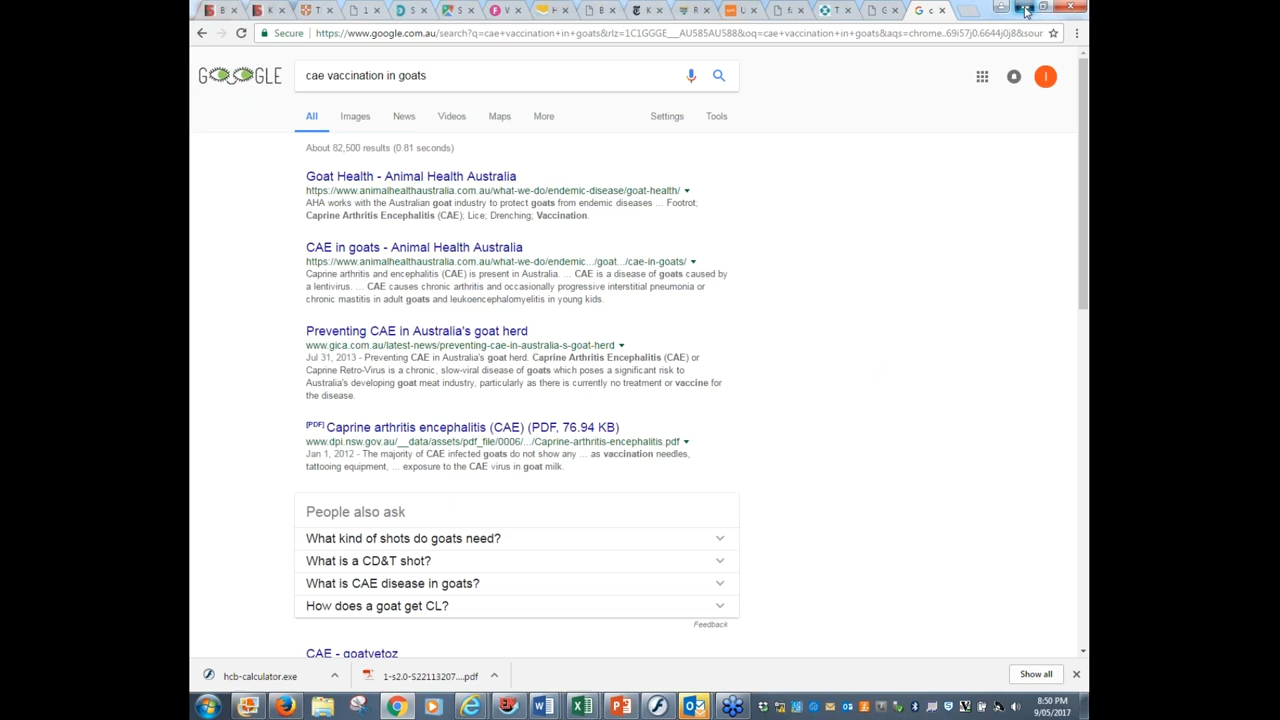 B
K
T
1
D
S
F V
H
B
K
R
U
fa
T
G
G c
Secure
https://www.google.com.au/search?q=cae+vaccination+in+goats&rlz=1C1GGGE___AU585AU588&oq=cae+vaccination+in+goats&aqs=chrome..69i57j0.6644j0j8&sour
GOOGLE
cae vaccination in goats
I
All Images News Videos Maps More Settings Tools
About 82,500 results (0.81 seconds)
Goat Health - Animal Health Australia
https://www.animalhealthaustralia.com.au/what-we-do/endemic-disease/goat-health/
AHA works with the Australian goat industry to protect goats from endemic diseases ... Footrot;
Caprine Arthritis Encephalitis (CAE); Lice; Drenching; Vaccination.
CAE in goats - Animal Health Australia
https://www.animalhealthaustralia.com.au/what-we-do/endemic.../goat.../cae-in-goats/
Caprine arthritis and encephalitis (CAE) is present in Australia. ... CAE is a disease of goats caused by
a lentivirus. ... CAE causes chronic arthritis and occasionally progressive interstitial pneumonia or
chronic mastitis in adult goats and leukoencephalomyelitis in young kids.
Preventing CAE in Australia's goat herd
www.gica.com.au/latest-news/preventing-cae-in-australia-s-goat-herd
Jul 31, 2013 - Preventing CAE in Australia's goat herd. Caprine Arthritis Encephalitis (CAE) or
Caprine Retro-Virus is a chronic, slow-viral disease of goats which poses a significant risk to
Australia's developing goat meat industry, particularly as there is currently no treatment or vaccine for
the disease.
[PDF] Caprine arthritis encephalitis (CAE) (PDF, 76.94 KB)
www.dpi.nsw.gov.au/__data/assets/pdf_file/0006/.../Caprine-arthritis-encephalitis.pdf
Jan 1, 2012 - The majority of CAE infected goats do not show any ... as vaccination needles,
tattooing equipment, ... exposure to the CAE virus in goat milk.
People also ask
What kind of shots do goats need?
What is a CD&T shot?
What is CAE disease in goats?
How does a goat get CL?
Feedback
CAE - goatvetoz
hcb-calculator.exe
1-s2.0-S22113207....pdf
Show all
8:50 PM
9/05/2017